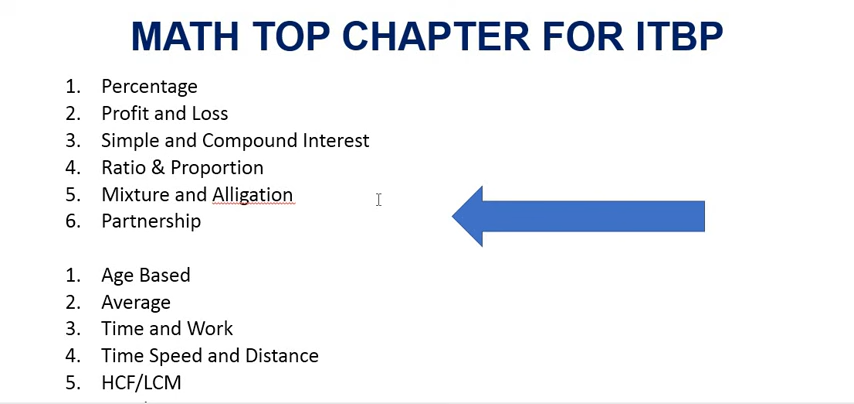 MATH TOP CHAPTER FOR ITBP
1. Percentage
2. Profit and Loss
3. Simple and Compound Interest
4. Ratio & Proportion
5. Mixture and Alligation
6. Partnership
1. Age Based
2. Average
3. Time and Work
4. Time Speed and Distance
5. HCF/LCM